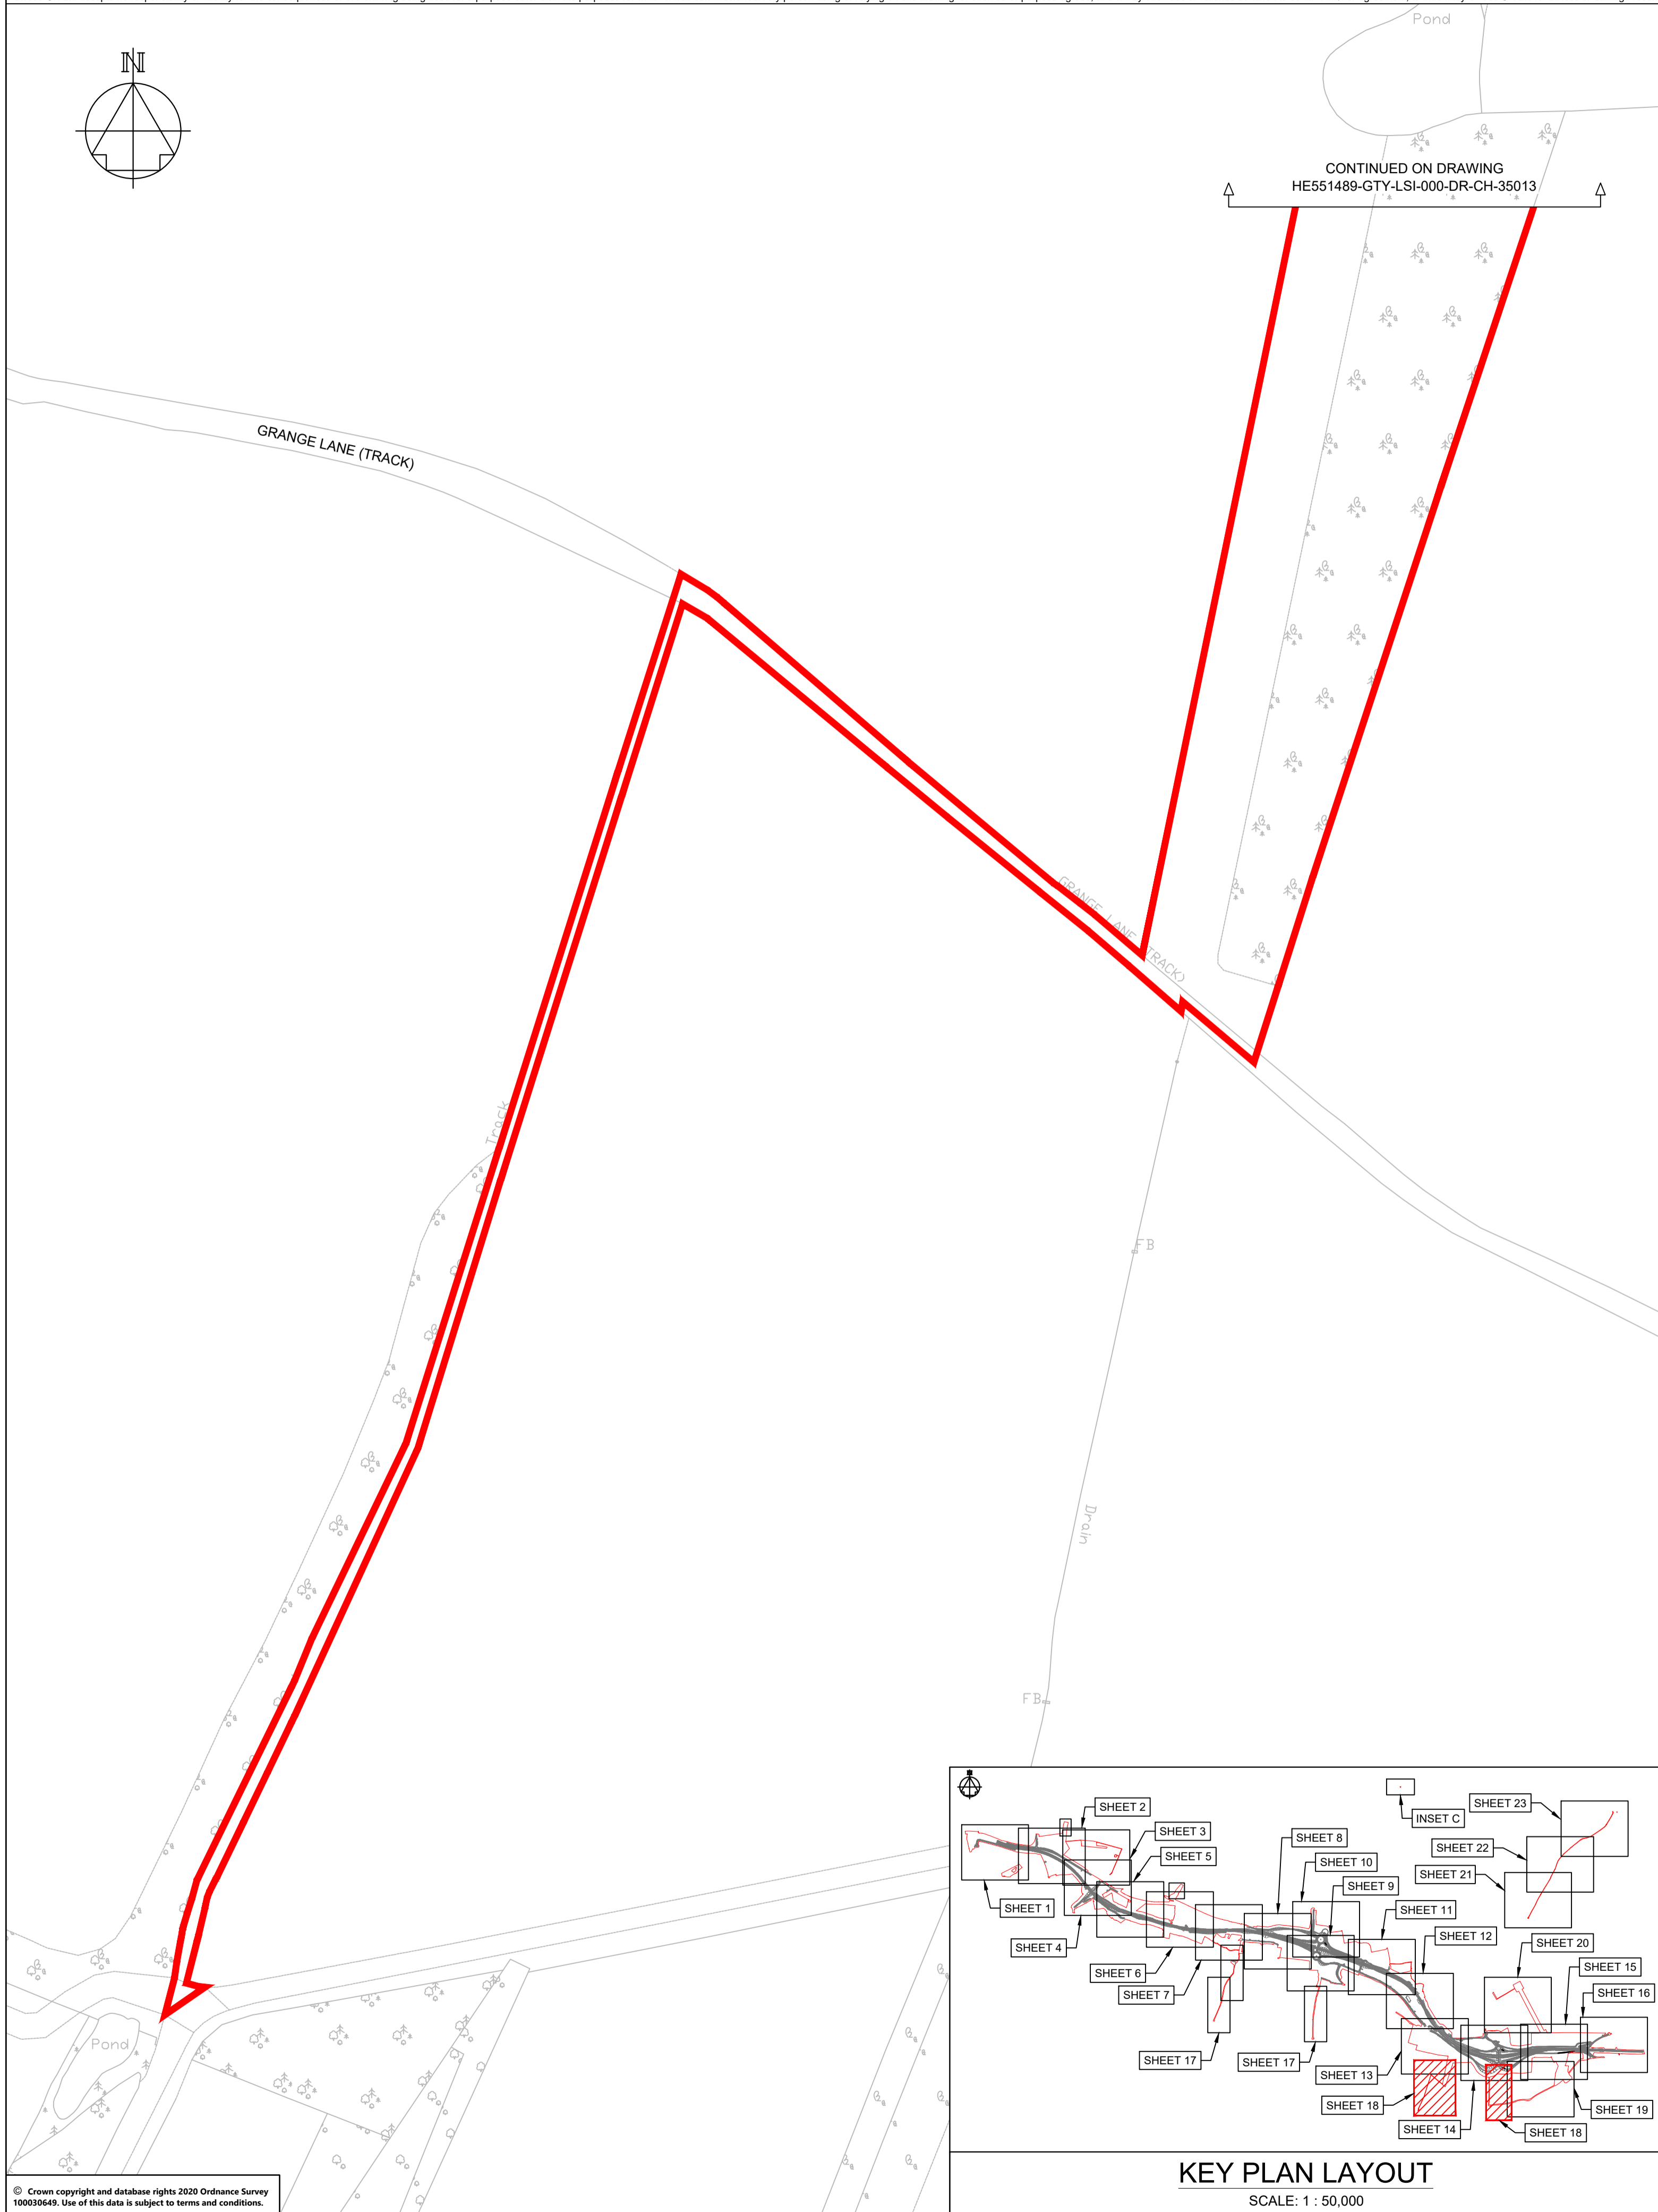 Pond
N
CONTINUED ON DRAWING
HE551489-GTY-LSI-000-DR-CH-35013
GRANGE LANE (TRACK)
GRANGE LANE (TRACK)
Track
FB
Drain
FB
Pond
SHEET 1
SHEET 2
SHEET 3
SHEET 5
SHEET 4
SHEET 6
SHEET 7
SHEET 8
SHEET 10
SHEET 9
SHEET 11
SHEET 12
INSET C
SHEET 23
SHEET 22
SHEET 21
SHEET 20
SHEET 15
SHEET 16
SHEET 17
SHEET 17
SHEET 13
SHEET 18
SHEET 14
SHEET 18
SHEET 19
KEY PLAN LAYOUT
SCALE: 1 : 50,000
© Crown copyright and database rights 2020 Ordnance Survey
100030649. Use of this data is subject to terms and conditions.